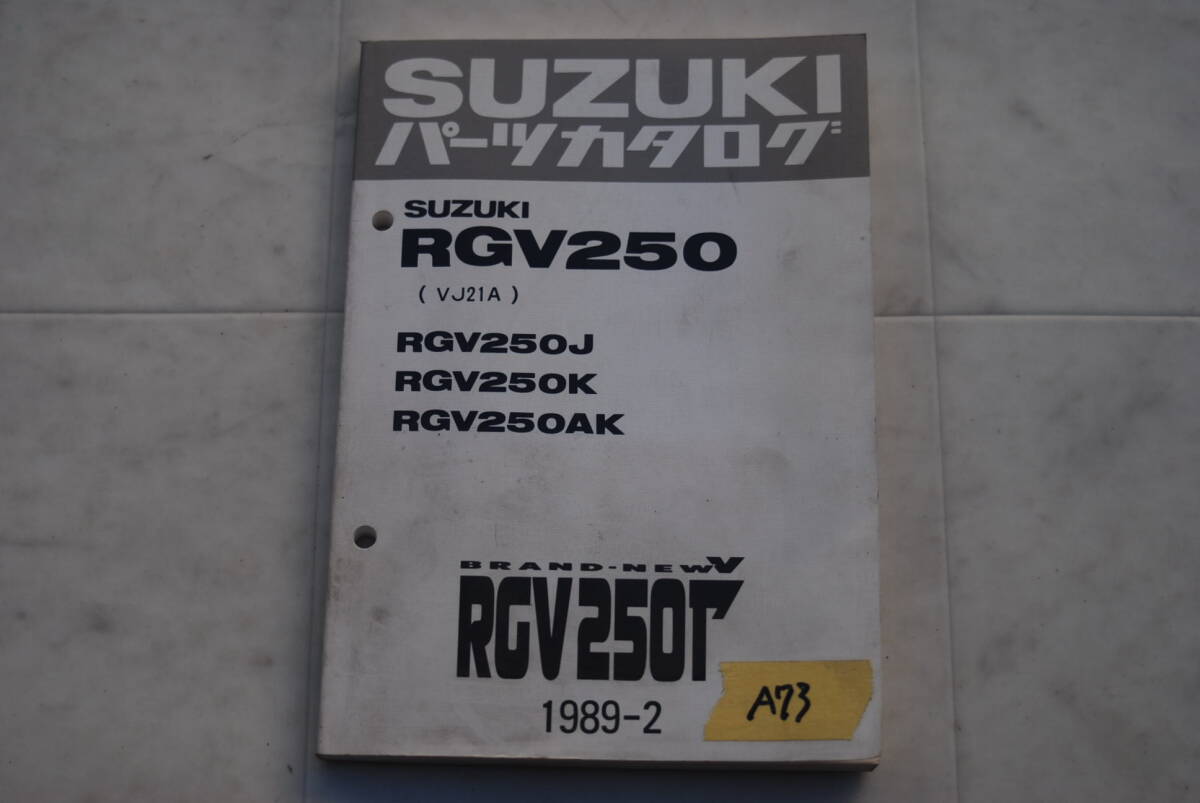 SUZUKI
パーツカタログ
SUZUKI
RGV250
( VJ21A )
RGV250J
RGV250K
RGV250AK
BRAND-NEW V
RGV250Γ
1989-2
A73